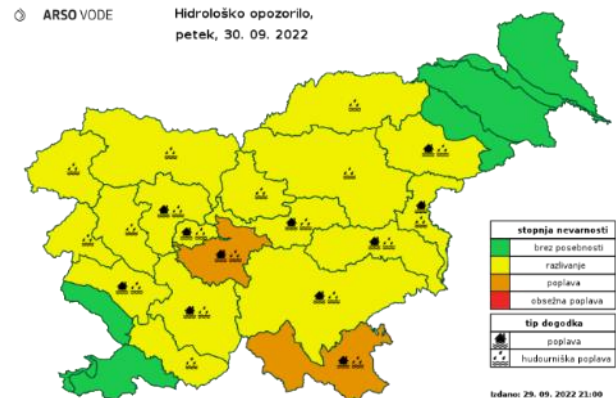 ARSO VODE
Hidrološko opozorilo,
petek, 30. 09. 2022
stopnja nevarnosti
brez posebnosti
razlivanje
poplava
obsežna poplava
tip dogodka
poplava
hudourniška poplava
Izdano: 29. 09. 2022 21:00